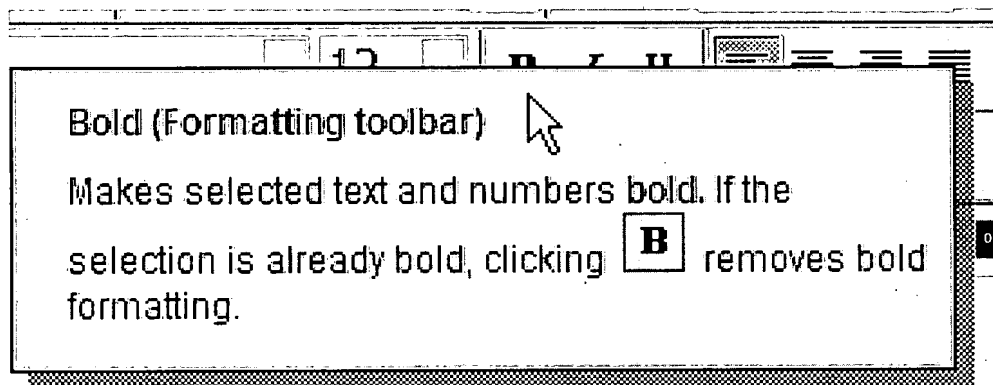 12 B I U
Bold (Formatting toolbar)
Makes selected text and numbers bold. If the
selection is already bold, clicking B removes bold
formatting.